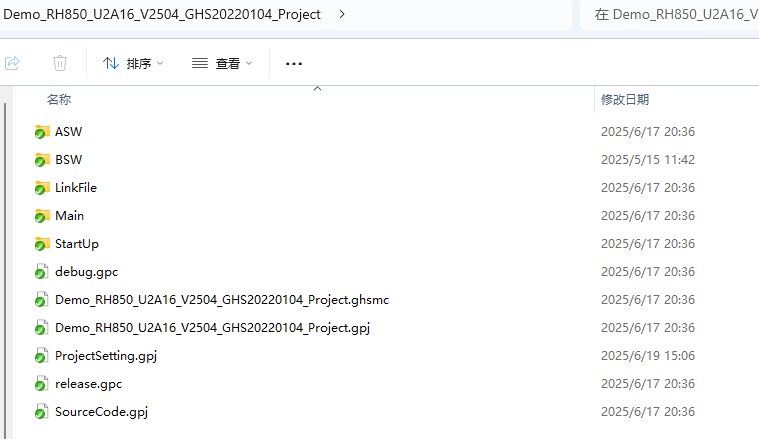 Demo_RH850_U2A16_V2504_GHS20220104_Project
在 Demo_RH850_U2A16_V
排序 查看
名称 修改日期
ASW 2025/6/17 20:36
BSW 2025/5/15 11:42
LinkFile 2025/6/17 20:36
Main 2025/6/17 20:36
StartUp 2025/6/17 20:36
debug.gpc 2025/6/17 20:36
Demo_RH850_U2A16_V2504_GHS20220104_Project.ghsmc 2025/6/17 20:36
Demo_RH850_U2A16_V2504_GHS20220104_Project.gpj 2025/6/17 20:36
ProjectSetting.gpj 2025/6/19 15:06
release.gpc 2025/6/17 20:36
SourceCode.gpj 2025/6/17 20:36